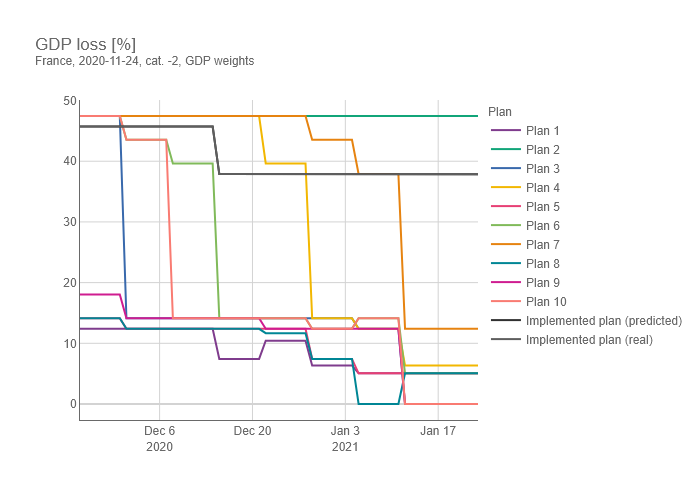 GDP loss [%]
France, 2020-11-24, cat. -2, GDP weights
50
40
30
20
10
0
Dec 6
2020
Dec 20
Jan 3
2021
Jan 17
Plan
Plan 1
Plan 2
Plan 3
Plan 4
Plan 5
Plan 6
Plan 7
Plan 8
Plan 9
Plan 10
Implemented plan (predicted)
Implemented plan (real)